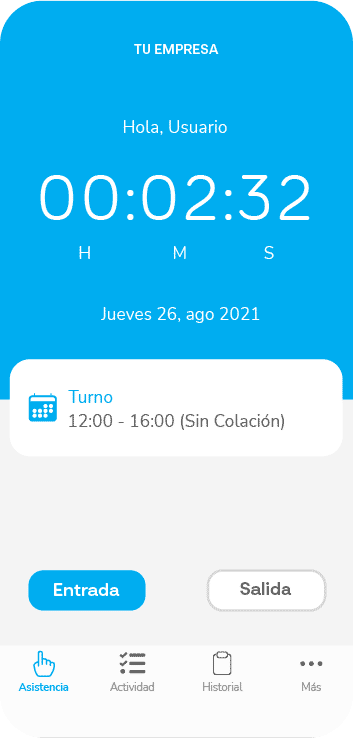 TU EMPRESA
Hola, Usuario
00:02:32
H M S
Jueves 26, ago 2021
Turno
12:00 - 16:00 (Sin Colación)
Entrada Salida
Asistencia Actividad Historial Más